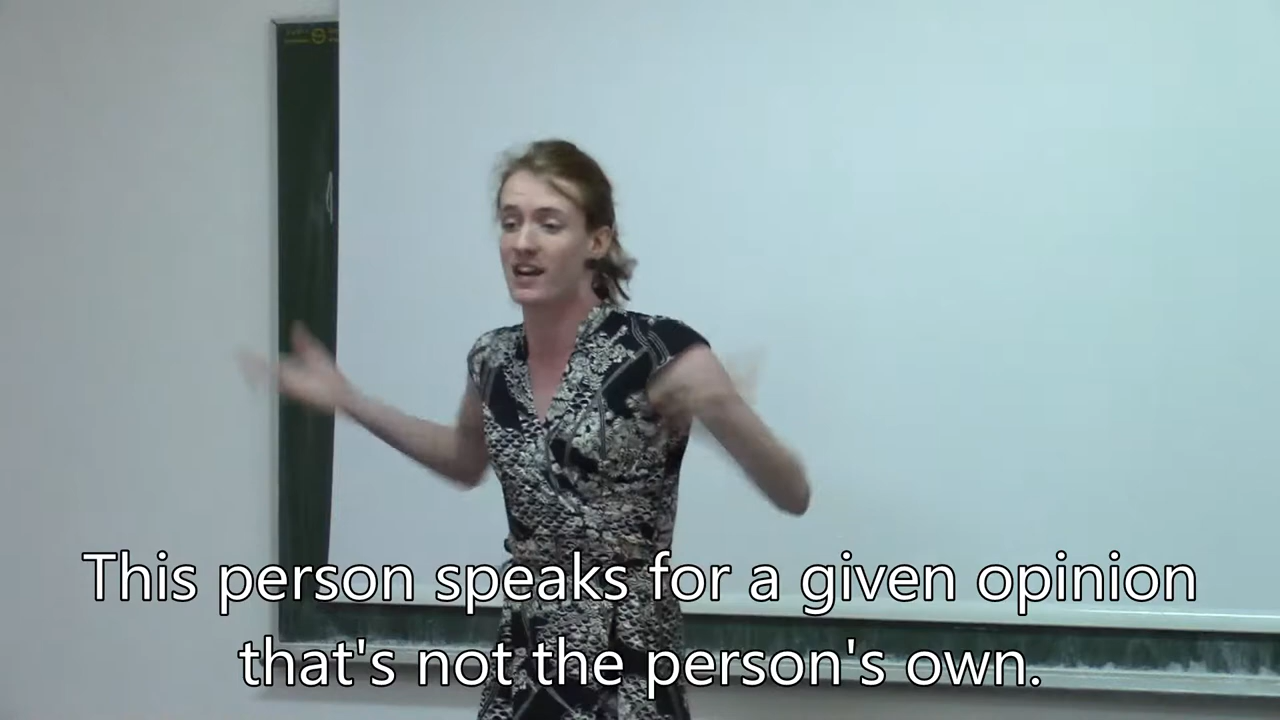 This person speaks for a given opinion
that's not the person's own.